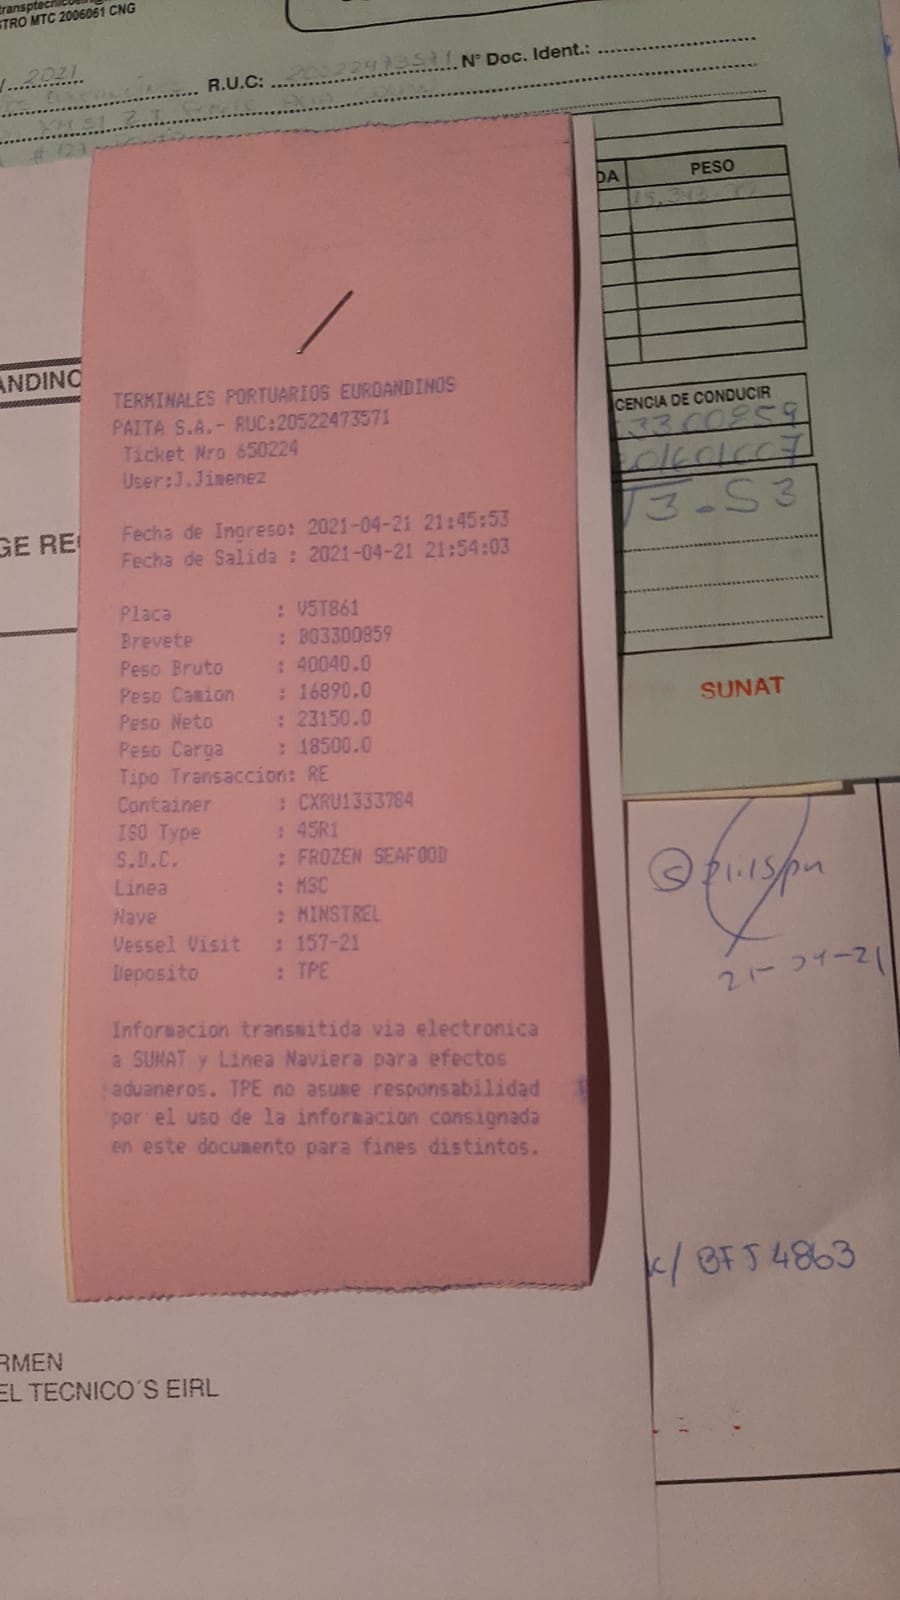 TRO MTC 2006061 CNG
2021
R.U.C: 20522473571 N° Doc. Ident.:
PESO
ANDINO
CENCIA DE CONDUCIR
T3-S3
GE RE
SUNAT
TERMINALES PORTUARIOS EUROANDINOS
PAITA S.A.- RUC:20522473571
Ticket Nro 650224
User:J.Jimenez
Fecha de Ingreso: 2021-04-21 21:45:53
Fecha de Salida : 2021-04-21 21:54:03
Placa : V5T861
Brevete : B03300859
Peso Bruto : 40040.0
Peso Camion : 16890.0
Peso Neto : 23150.0
Peso Carga : 18500.0
Tipo Transaccion: RE
Container : CXRU1333784
ISO Type : 45R1
S.D.C. : FROZEN SEAFOOD
Linea : MSC
Nave : MINSTREL
Vessel Visit : 157-21
Deposito : TPE
Informacion transmitida via electronica
a SUNAT y Linea Naviera para efectos
aduaneros. TPE no asume responsabilidad
por el uso de la informacion consignada
en este documento para fines distintos.
21-04-21
BFJ4863
RMEN
EL TECNICO´S EIRL